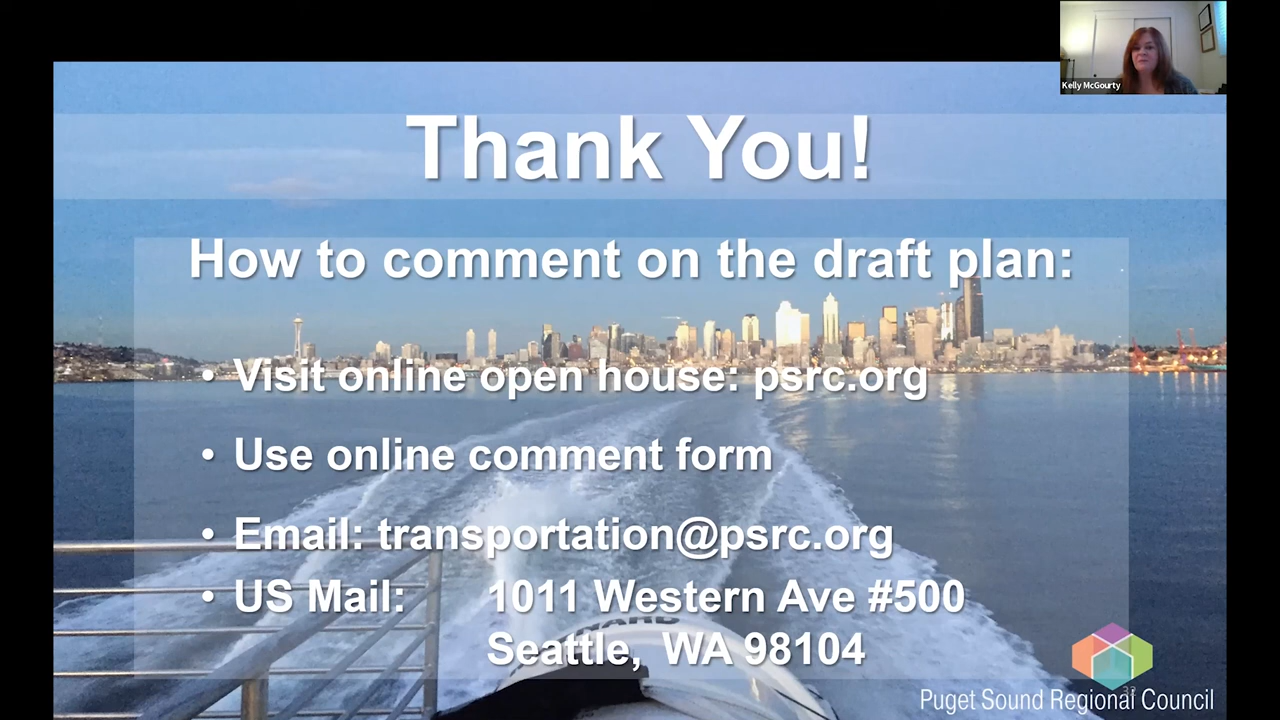 Kelly McGourty
Thank You!
How to comment on the draft plan:
• Visit online open house: psrc.org
• Use online comment form
• Email: transportation@psrc.org
• US Mail: 1011 Western Ave #500
Seattle, WA 98104
Puget Sound Regional Council